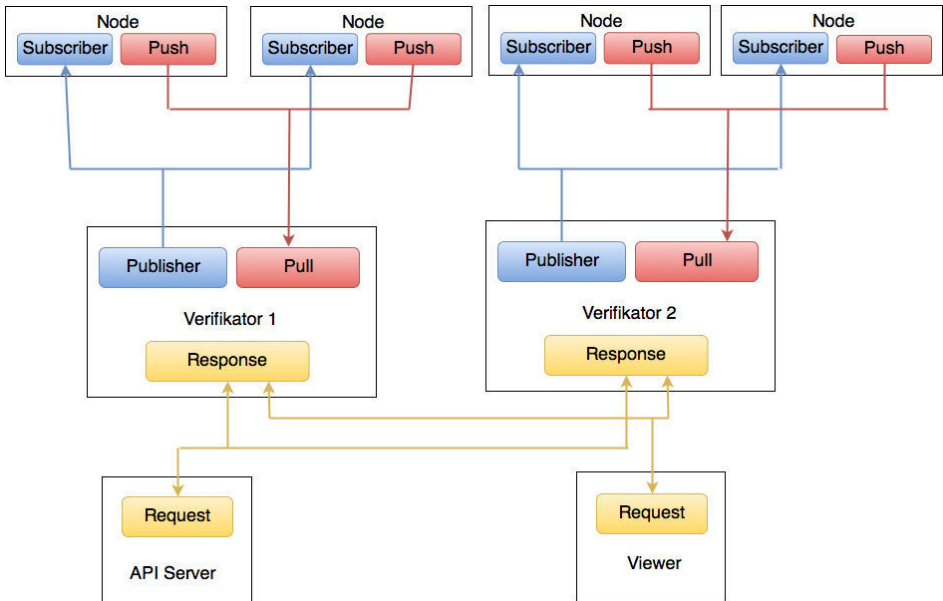 Node
Node
Node
Node
Subscriber
Push
Subscriber
Push
Subscriber
Push
Subscriber
Push
Publisher
Pull
Publisher
Pull
Verifikator 1
Verifikator 2
Response
Response
Request
Request
API Server
Viewer